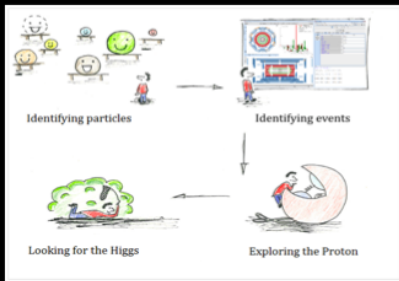 Identifying particles
Identifying events
Looking for the Higgs
Exploring the Proton